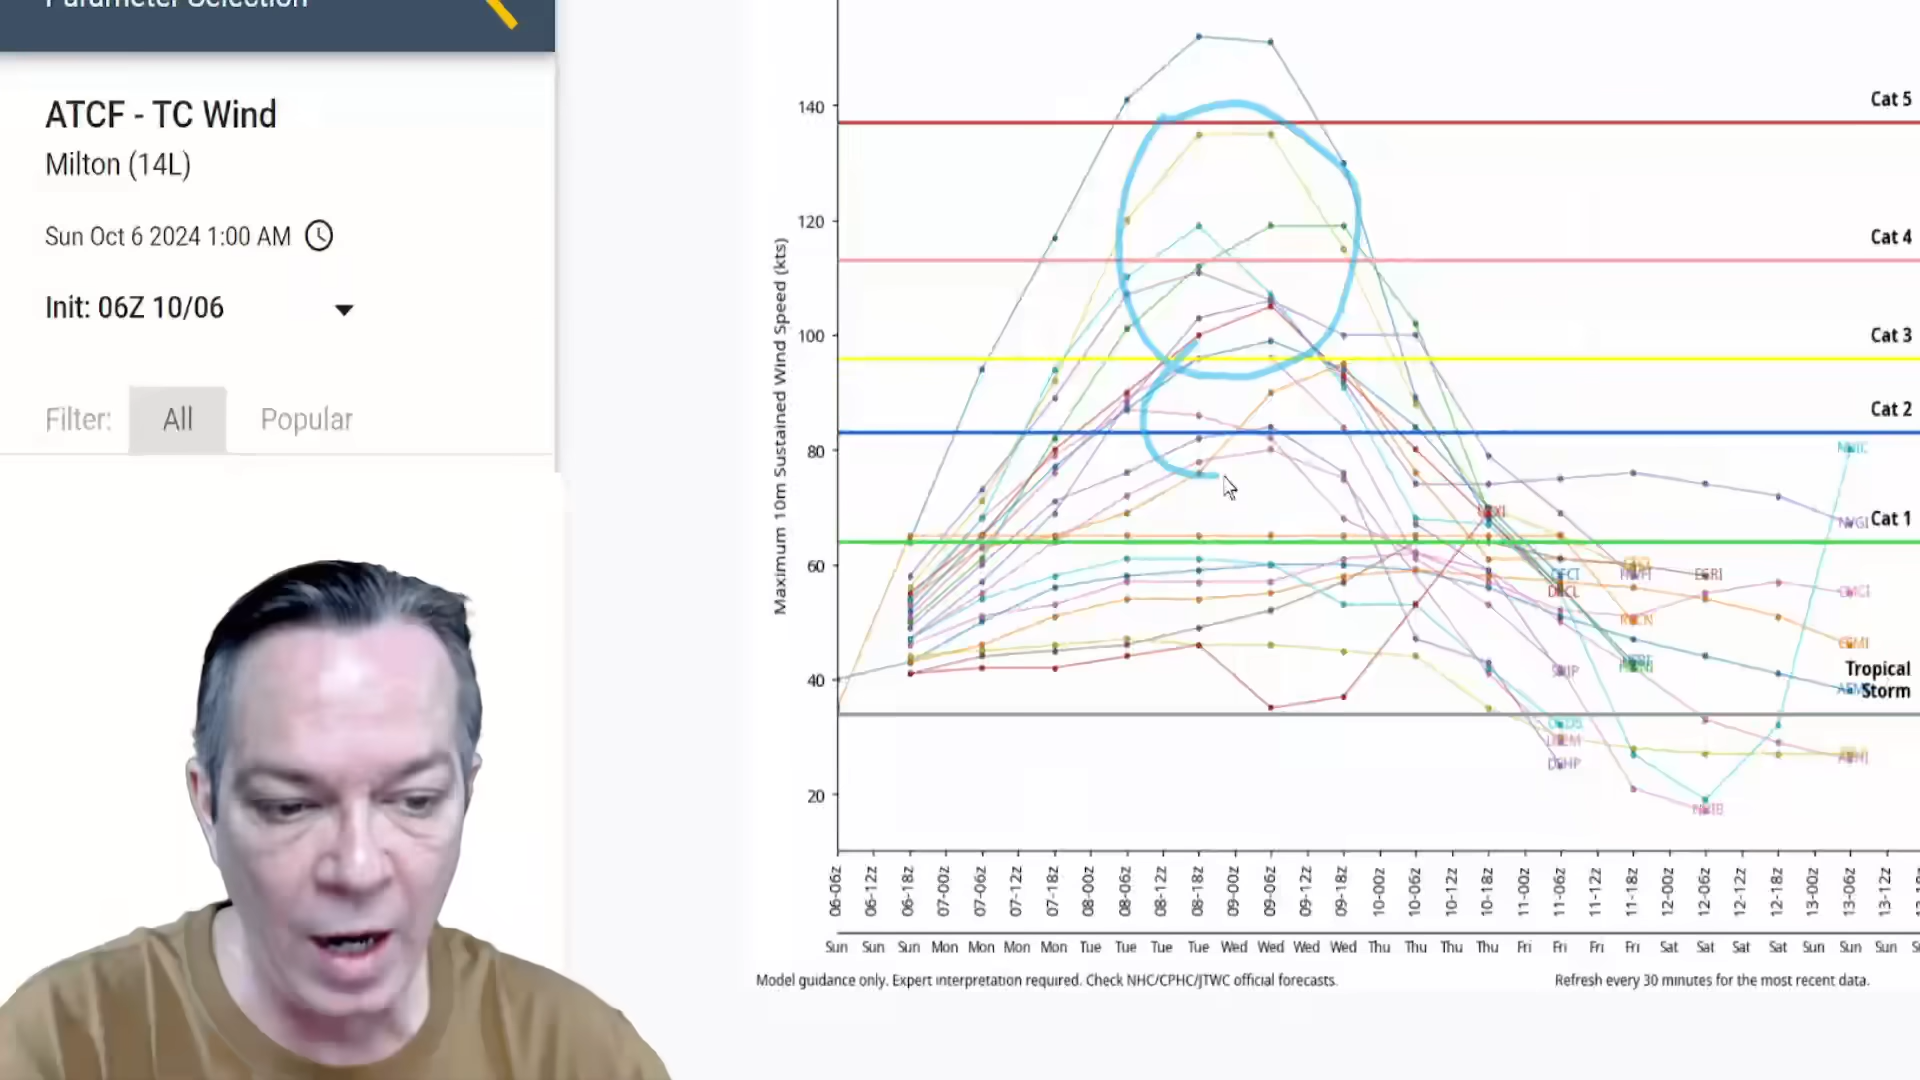 Parameter Selection
ATCF - TC Wind
Milton (14L)
Sun Oct 6 2024 1:00 AM
Init: 06Z 10/06
Filter: All Popular
Maximum 10m Sustained Wind Speed (kts)
140
120
100
80
60
40
20
Cat 5
Cat 4
Cat 3
Cat 2
Cat 1
Tropical
Storm
NVGI
EGRI
CMCI
RVCN
CEMI
DSHP
06-06z 06-12z 06-18z 07-00z 07-06z 07-12z 07-18z 08-00z 08-06z 08-12z 08-18z 09-00z 09-06z 09-12z 09-18z 10-00z 10-06z 10-12z 10-18z 11-00z 11-06z 11-12z 11-18z 12-00z 12-06z 12-12z 12-18z 13-00z 13-06z 13-12z
Sun Sun Sun Mon Mon Mon Mon Tue Tue Tue Tue Wed Wed Wed Wed Thu Thu Thu Thu Fri Fri Fri Fri Sat Sat Sat Sat Sun Sun Sun
Model guidance only. Expert interpretation required. Check NHC/CPHC/JTWC official forecasts.
Refresh every 30 minutes for the most recent data.